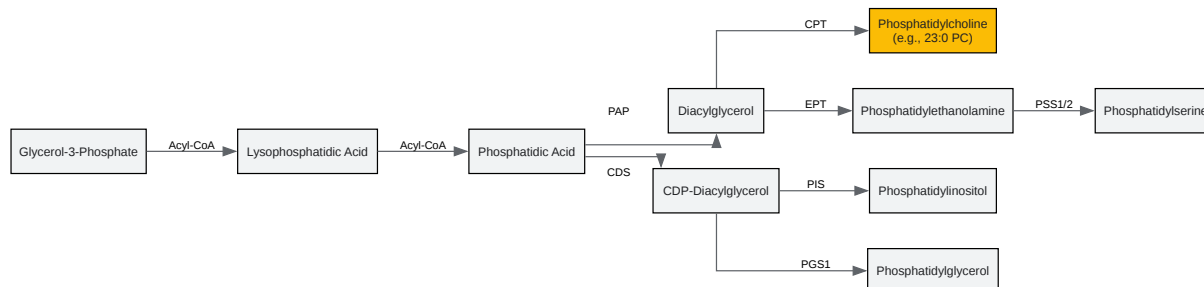 CPT
Phosphatidylcholine
(e.g., 23:0 PC)
PAP
Diacylglycerol
EPT
Phosphatidylethanolamine
PSS1/2
Phosphatidylserine
Glycerol-3-Phosphate
Acyl-CoA
Lysophosphatidic Acid
Acyl-CoA
Phosphatidic Acid
CDS
CDP-Diacylglycerol
PIS
Phosphatidylinositol
PGS1
Phosphatidylglycerol